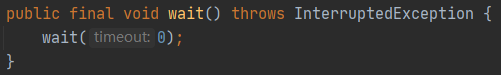 public final void wait() throws InterruptedException {
    wait( timeout: 0);
}